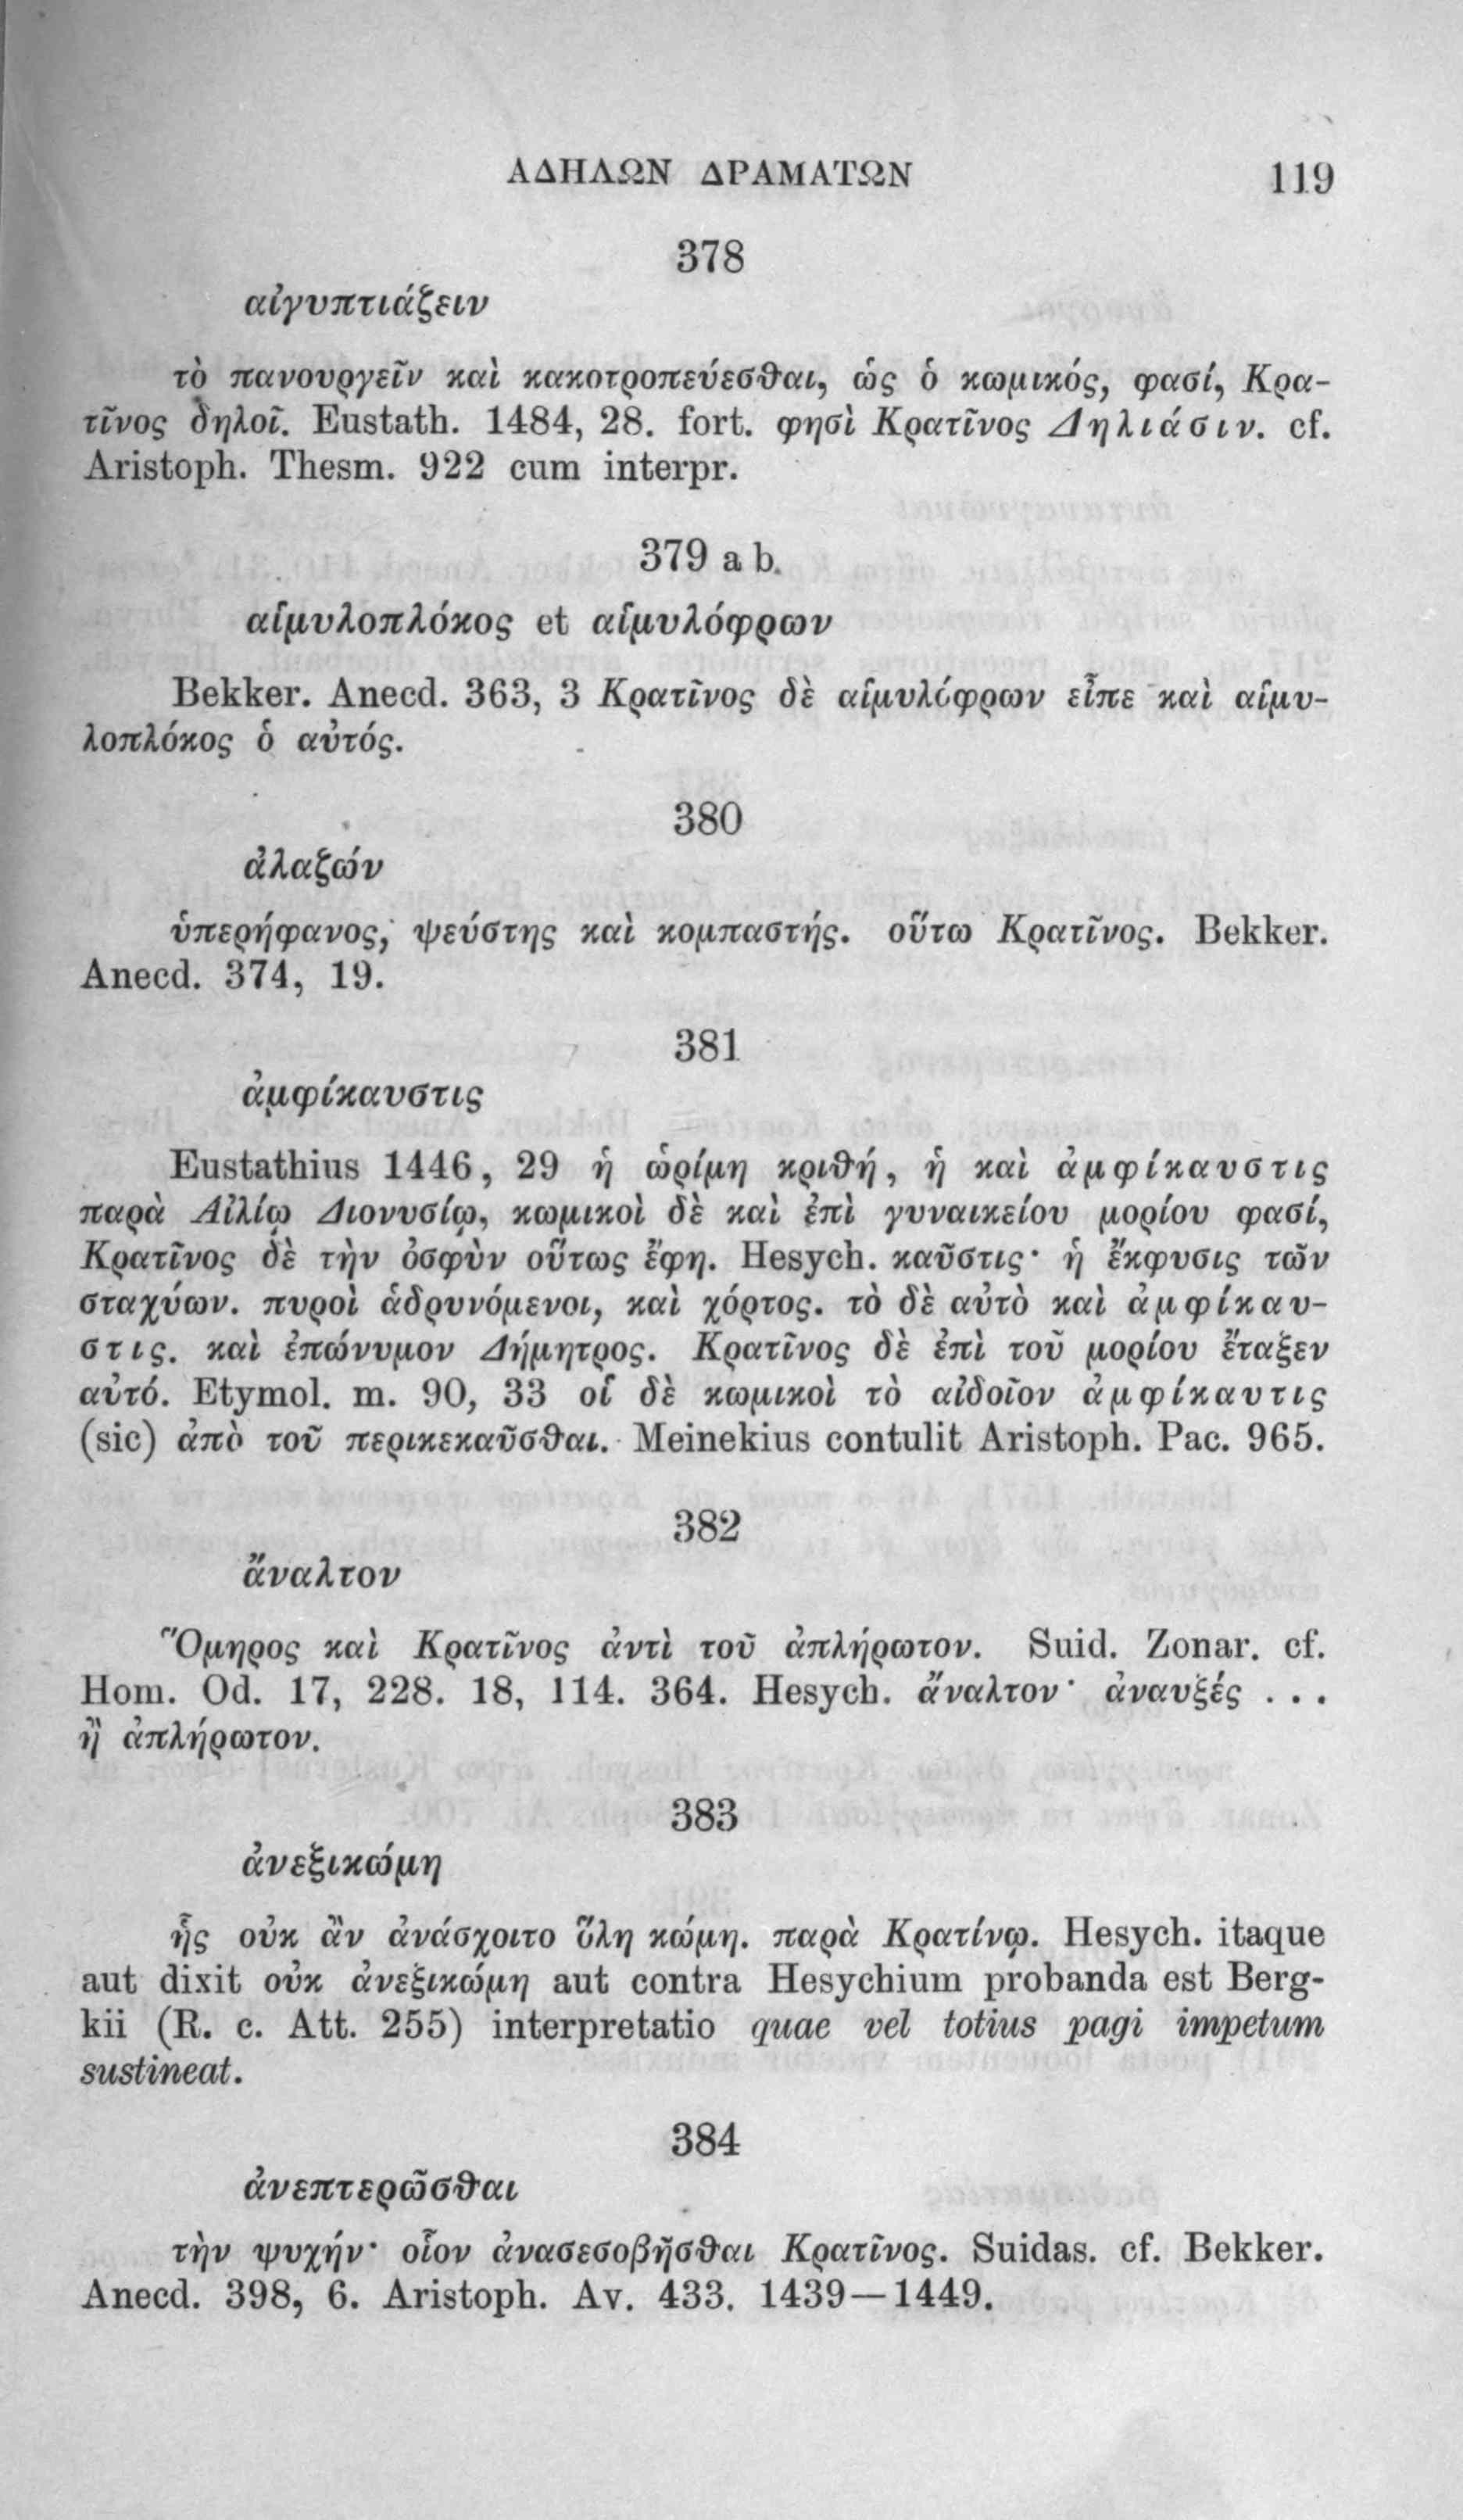 ΑΔΗΛΩΝ ΔΡΑΜΑΤΩΝ 119
378
αἰγυπτιάζειν
τὸ πανουργεῖν καὶ κακοτροπεύεσθαι, ὡς ὁ κωμικός, φασί, Κρα-
τῖνος δηλοῖ. Eustath. 1484, 28. fort. φησὶ Κρατῖνος Δηλιάσιν. cf.
Aristoph. Thesm. 922 cum interpr.
379 a b.
αἱμυλοπλόκος et αἱμυλόφρων
Bekker. Anecd. 363, 3 Κρατῖνος δὲ αἱμυλόφρων εἶπε καὶ αἱμυ-
λοπλόκος ὁ αὐτός.
380
ἀλαζών
ὑπερήφανος, ψεύστης καὶ κομπαστής. οὕτω Κρατῖνος. Bekker.
Anecd. 374, 19.
381
ἀμφίκαυστις
Eustathius 1446, 29 ἡ ὡρίμη κριθή, ἡ καὶ ἀμφίκαυστις
παρὰ Αἰλίῳ Διονυσίῳ, κωμικοὶ δὲ καὶ ἐπὶ γυναικείου μορίου φασί,
Κρατῖνος δὲ τὴν ὀσφὺν οὕτως ἔφη. Hesych. καῦστις· ἡ ἔκφυσις τῶν
σταχύων. πυροὶ ἁδρυνόμενοι, καὶ χόρτος. τὸ δὲ αὐτὸ καὶ ἀμφίκαυ-
στις. καὶ ἐπώνυμον Δήμητρος. Κρατῖνος δὲ ἐπὶ τοῦ μορίου ἔταξεν
αὐτό. Etymol. m. 90, 33 οἱ δὲ κωμικοὶ τὸ αἰδοῖον ἀμφίκαυτις
(sic) ἀπὸ τοῦ περικεκαῦσθαι. Meinekius contulit Aristoph. Pac. 965.
382
ἄναλτον
Ὅμηρος καὶ Κρατῖνος ἀντὶ τοῦ ἀπλήρωτον. Suid. Zonar. cf.
Hom. Od. 17, 228. 18, 114. 364. Hesych. ἄναλτον· ἀναυξές . . .
ἢ ἀπλήρωτον.
383
ἀνεξικώμη
ἧς οὐκ ἂν ἀνάσχοιτο ὅλη κώμη. παρὰ Κρατίνῳ. Hesych. itaque
aut dixit οὐκ ἀνεξικώμη aut contra Hesychium probanda est Berg-
kii (R. c. Att. 255) interpretatio quae vel totius pagi impetum
sustineat.
384
ἀνεπτερῶσθαι
τὴν ψυχήν· οἷον ἀνασεσοβῆσθαι Κρατῖνος. Suidas. cf. Bekker.
Anecd. 398, 6. Aristoph. Av. 433. 1439—1449.